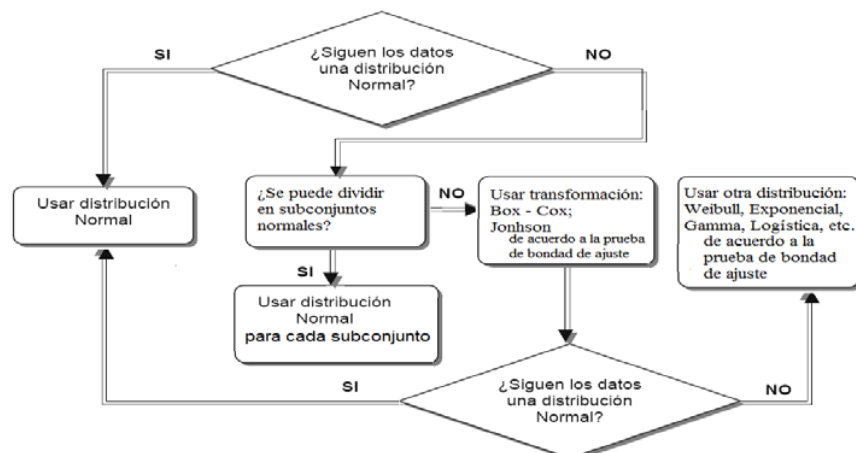 SI
¿Siguen los datos
una distribución
Normal?
NO
Usar distribución
Normal
¿Se puede dividir
en subconjuntos
normales?
NO
Usar transformación:
Box - Cox;
Jonhson
de acuerdo a la prueba
de bondad de ajuste
Usar otra distribución:
Weibull, Exponencial,
Gamma, Logística, etc.
de acuerdo a la
prueba de bondad
de ajuste
SI
Usar distribución
Normal
para cada subconjunto
SI
¿Siguen los datos
una distribución
Normal?
NO